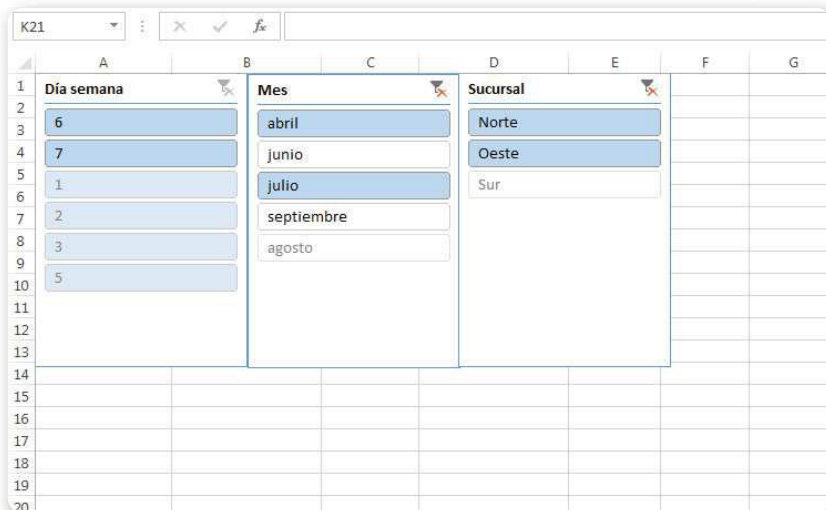 K21
fx
A B C D E F G
1
2
3
4
5
6
7
8
9
10
11
12
13
14
15
16
17
18
19
20
Día semana
6
7
1
2
3
5
Mes
abril
junio
julio
septiembre
agosto
Sucursal
Norte
Oeste
Sur